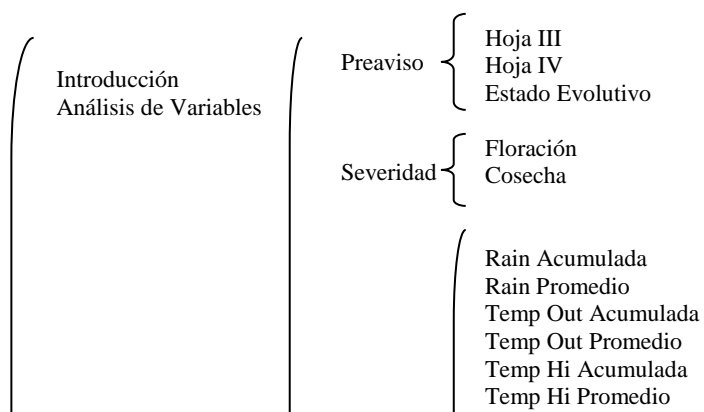 Introducción
Análisis de Variables
Preaviso
Hoja III
Hoja IV
Estado Evolutivo
Severidad
Floración
Cosecha
Rain Acumulada
Rain Promedio
Temp Out Acumulada
Temp Out Promedio
Temp Hi Acumulada
Temp Hi Promedio